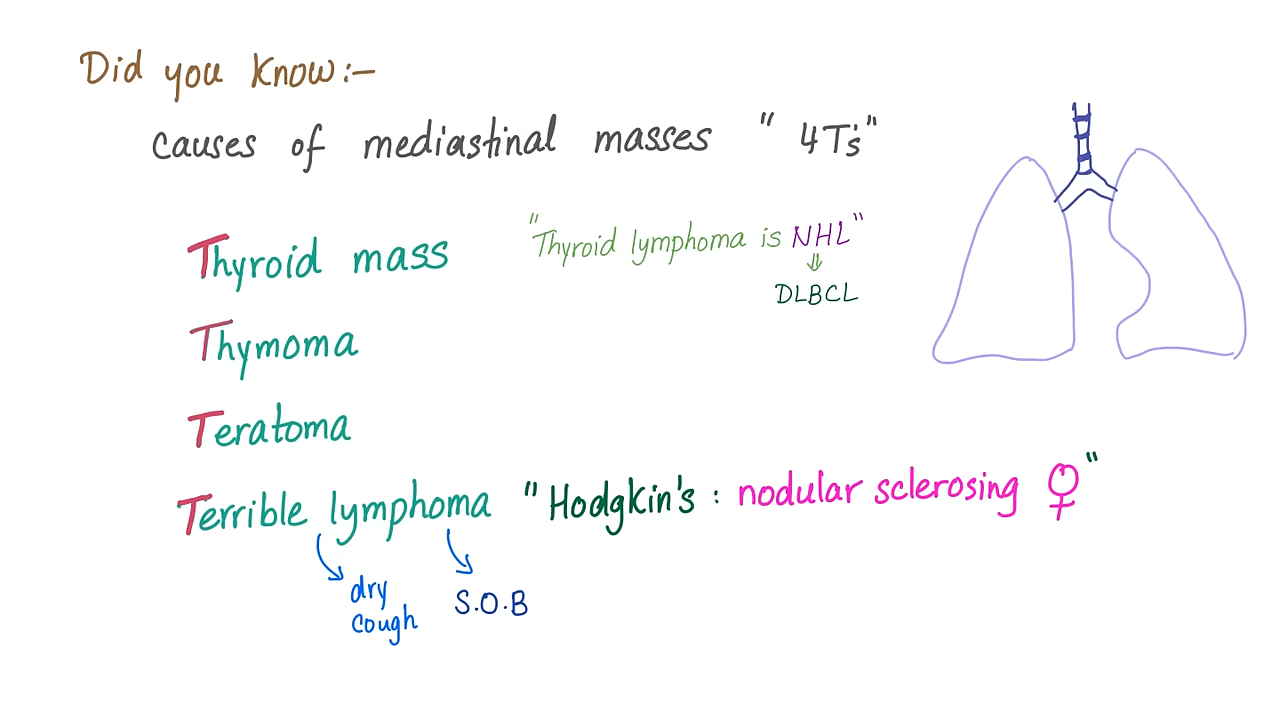 Did you know:-
causes of mediastinal masses " 4T's"
Thyroid mass "Thyroid lymphoma is NHL"
⇓
DLBCL
Thymoma
Teratoma
Terrible lymphoma "Hodgkin's : nodular sclerosing ♀"
dry cough
S.O.B